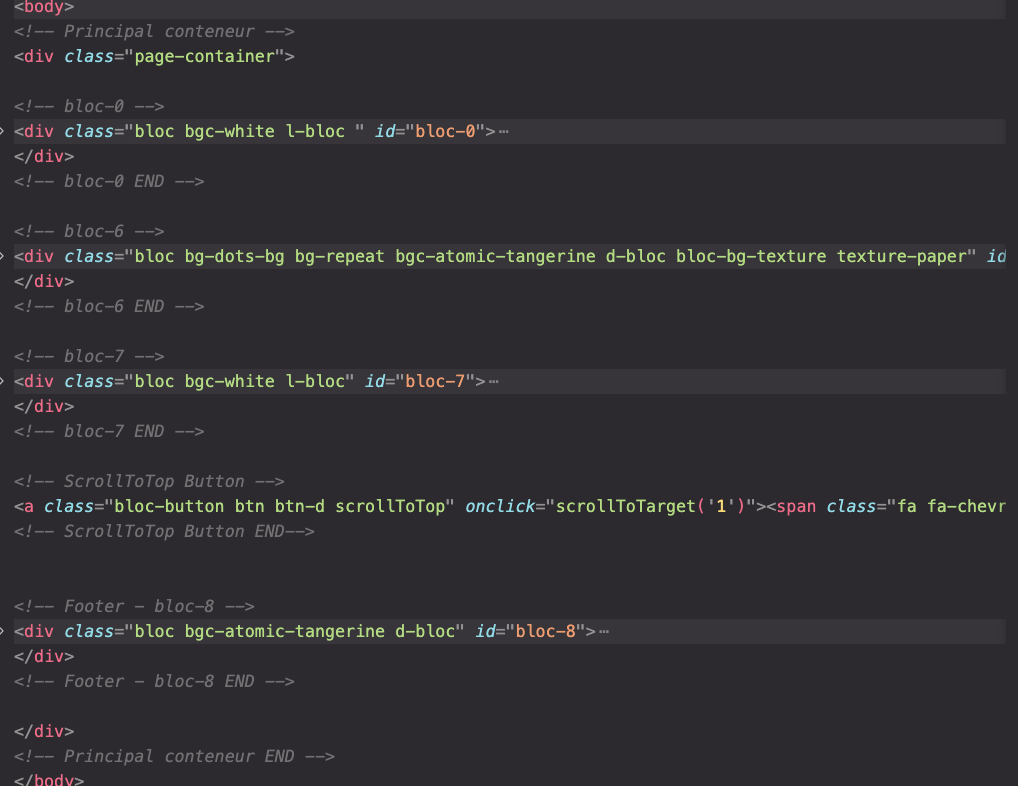 <body>
<!-- Principal conteneur -->
<div class="page-container">
<!-- bloc-0 -->
<div class="bloc bgc-white l-bloc " id="bloc-0">⋯
</div>
<!-- bloc-0 END -->
<!-- bloc-6 -->
<div class="bloc bg-dots-bg bg-repeat bgc-atomic-tangerine d-bloc bloc-bg-texture texture-paper" id
</div>
<!-- bloc-6 END -->
<!-- bloc-7 -->
<div class="bloc bgc-white l-bloc" id="bloc-7">⋯
</div>
<!-- bloc-7 END -->
<!-- ScrollToTop Button -->
<a class="bloc-button btn btn-d scrollToTop" onclick="scrollToTarget('1')"><span class="fa fa-chevr
<!-- ScrollToTop Button END-->
<!-- Footer - bloc-8 -->
<div class="bloc bgc-atomic-tangerine d-bloc" id="bloc-8">⋯
</div>
<!-- Footer - bloc-8 END -->
</div>
<!-- Principal conteneur END -->
</body>